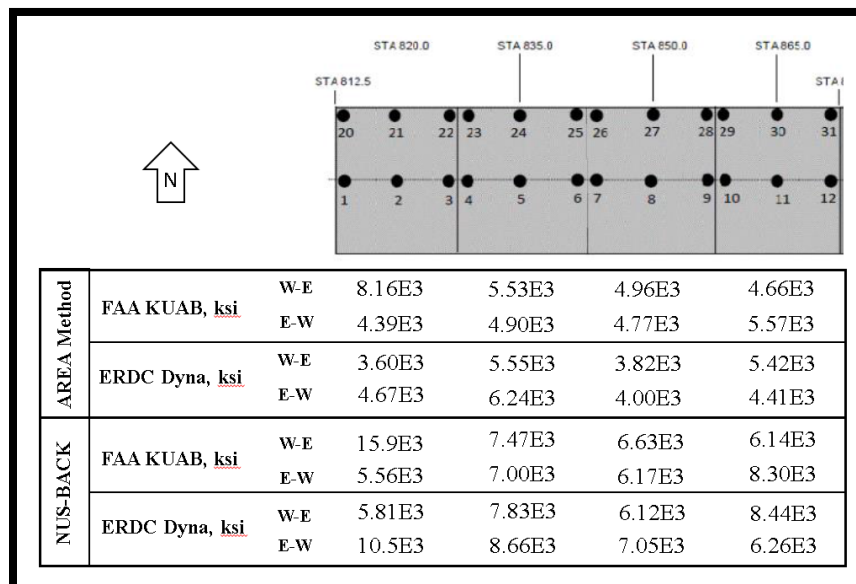 STA 820.0 STA 835.0 STA 850.0 STA 865.0
STA 812.5 STA
20 21 22 23 24 25 26 27 28 29 30 31
N
1 2 3 4 5 6 7 8 9 10 11 12
AREA Method
FAA KUAB, ksi W-E 8.16E3 5.53E3 4.96E3 4.66E3
E-W 4.39E3 4.90E3 4.77E3 5.57E3
ERDC Dyna, ksi W-E 3.60E3 5.55E3 3.82E3 5.42E3
E-W 4.67E3 6.24E3 4.00E3 4.41E3
NUS-BACK
FAA KUAB, ksi W-E 15.9E3 7.47E3 6.63E3 6.14E3
E-W 5.56E3 7.00E3 6.17E3 8.30E3
ERDC Dyna, ksi W-E 5.81E3 7.83E3 6.12E3 8.44E3
E-W 10.5E3 8.66E3 7.05E3 6.26E3